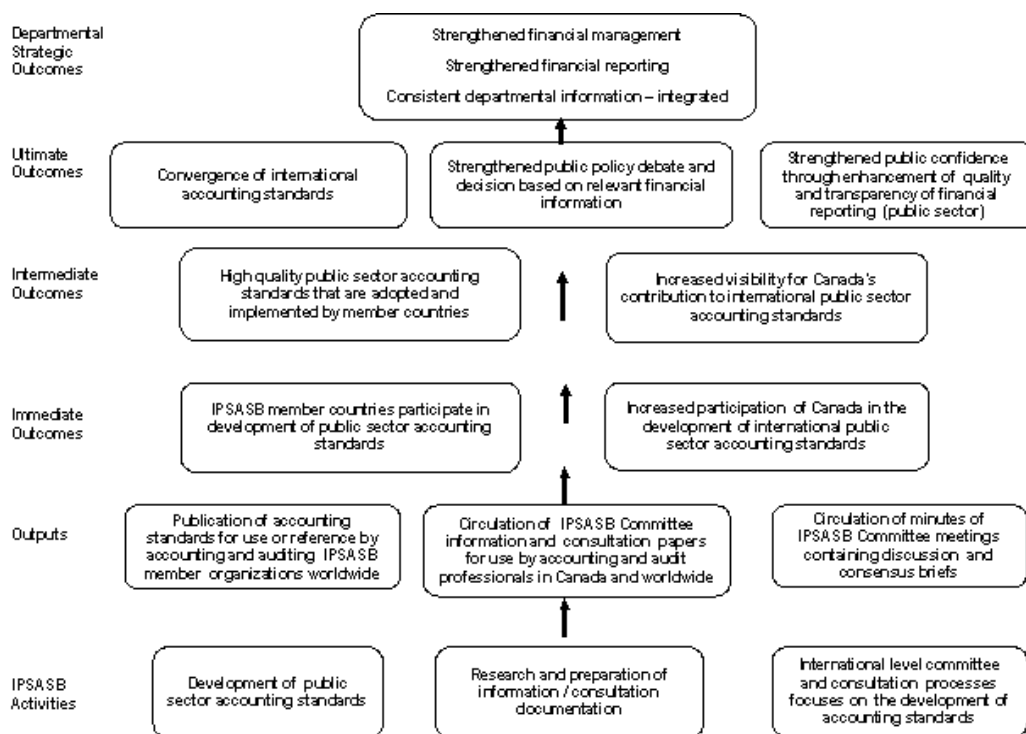 Departmental
Strategic
Outcomes
Strengthened financial management
Strengthened financial reporting
Consistent departmental information – integrated
Ultimate
Outcomes
Convergence of international
accounting standards
Strengthened public policy debate and
decision based on relevant financial
information
Strengthened public confidence
through enhancement of quality
and transparency of financial
reporting (public sector)
Intermediate
Outcomes
High quality public sector accounting
standards that are adopted and
implemented by member countries
Increased visibility for Canada's
contribution to international public sector
accounting standards
Immediate
Outcomes
IPSASB member countries participate in
development of public sector accounting
standards
Increased participation of Canada in the
development of international public
sector accounting standards
Outputs
Publication of accounting
standards for use or reference by
accounting and auditing IPSASB
member organizations worldwide
Circulation of IPSASB Committee
information and consultation papers
for use by accounting and audit
professionals in Canada and worldwide
Circulation of minutes of
IPSASB Committee meetings
containing discussion and
consensus briefs
IPSASB
Activities
Development of public
sector accounting standards
Research and preparation of
information / consultation
documentation
International level committee
and consultation processes
focuses on the development of
accounting standards